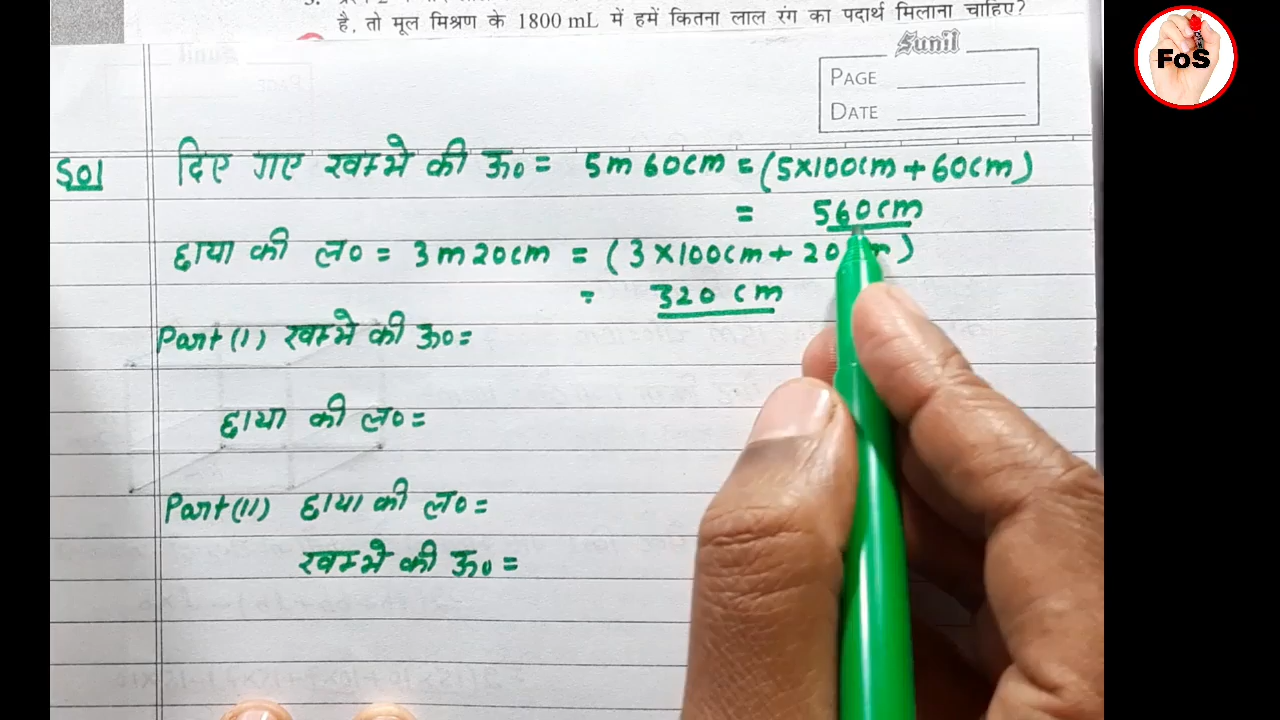 है, तो मूल मिश्रण के 1800 mL में हमें कितना लाल रंग का पदार्थ मिलाना चाहिए?
FoS
Sunil
PAGE
DATE
Sol दिए गए खम्भे की ऊ० = 5m 60cm = (5×100cm + 60cm)
= 560cm
छाया की ल० = 3m 20cm = (3×100cm + 20 m)
= 320 cm
Part(I) खम्भे की ऊ० =
छाया की ल० =
Part(II) छाया की ल० =
खम्भे की ऊ० =